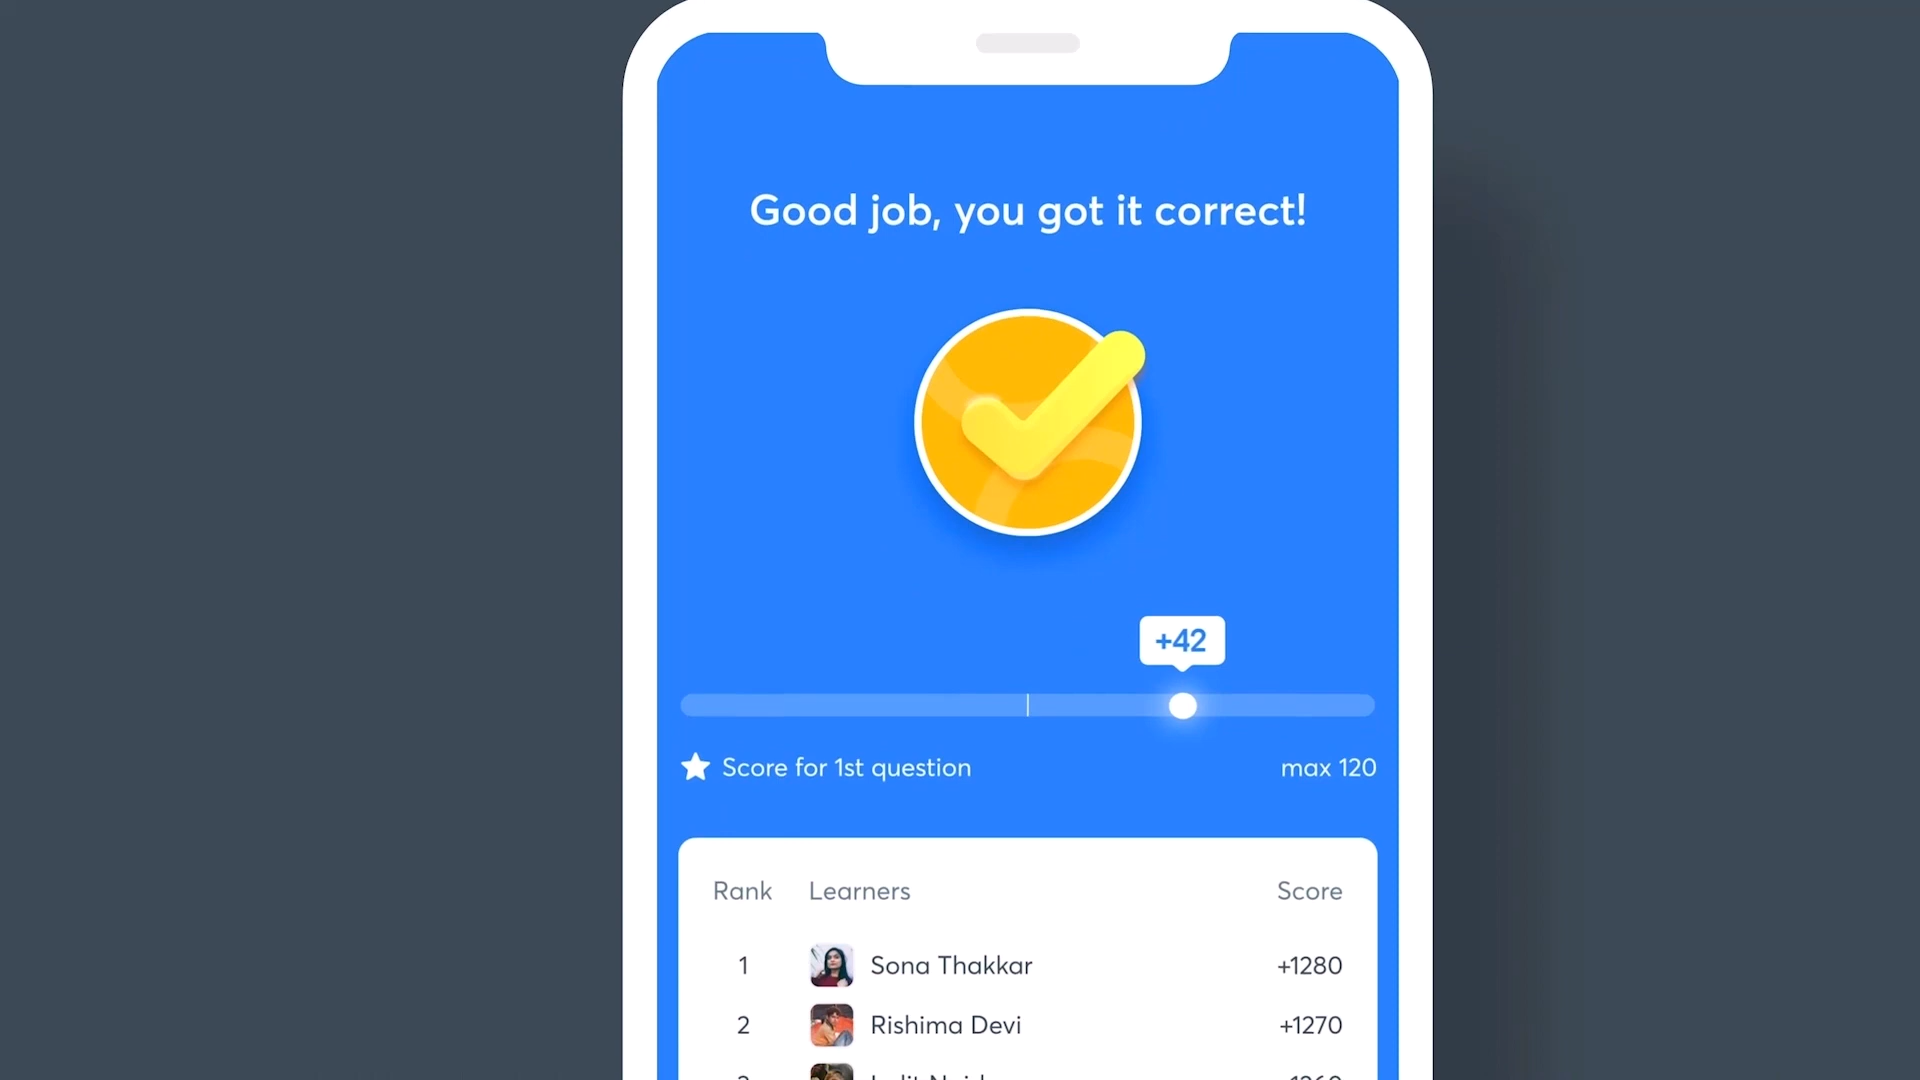 Good job, you got it correct!
+42
Score for 1st question max 120
Rank Learners Score
1 Sona Thakkar +1280
2 Rishima Devi +1270